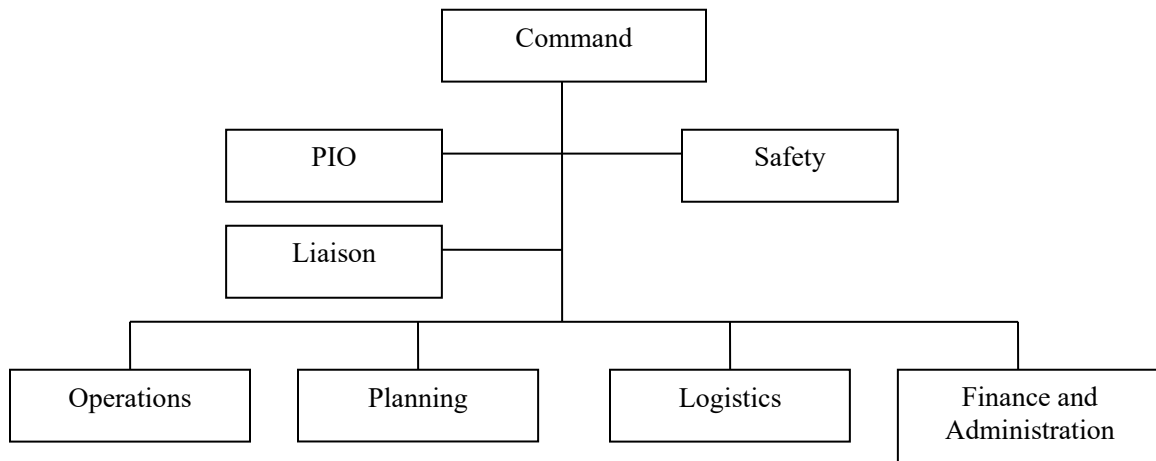 Command
PIO
Safety
Liaison
Operations
Planning
Logistics
Finance and
Administration